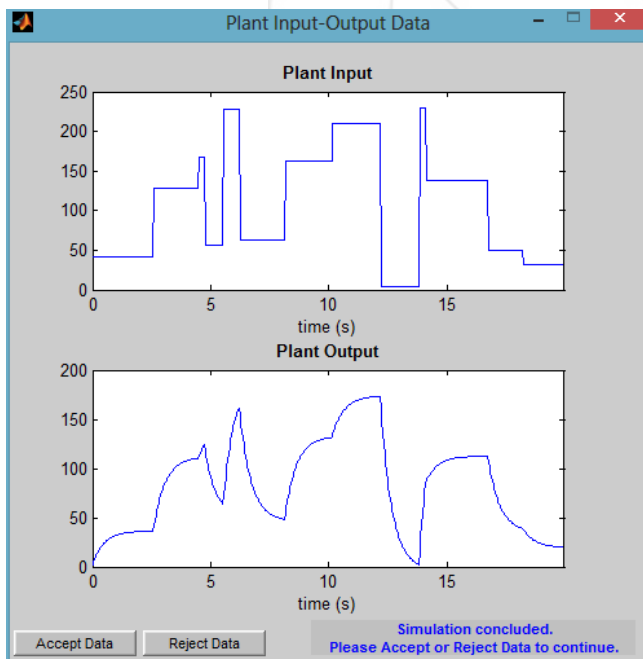 Plant Input-Output Data
Plant Input
250
200
150
100
50
0
0 5 10 15
time (s)
Plant Output
200
150
100
50
0
0 5 10 15
time (s)
Accept Data Reject Data
Simulation concluded.
Please Accept or Reject Data to continue.